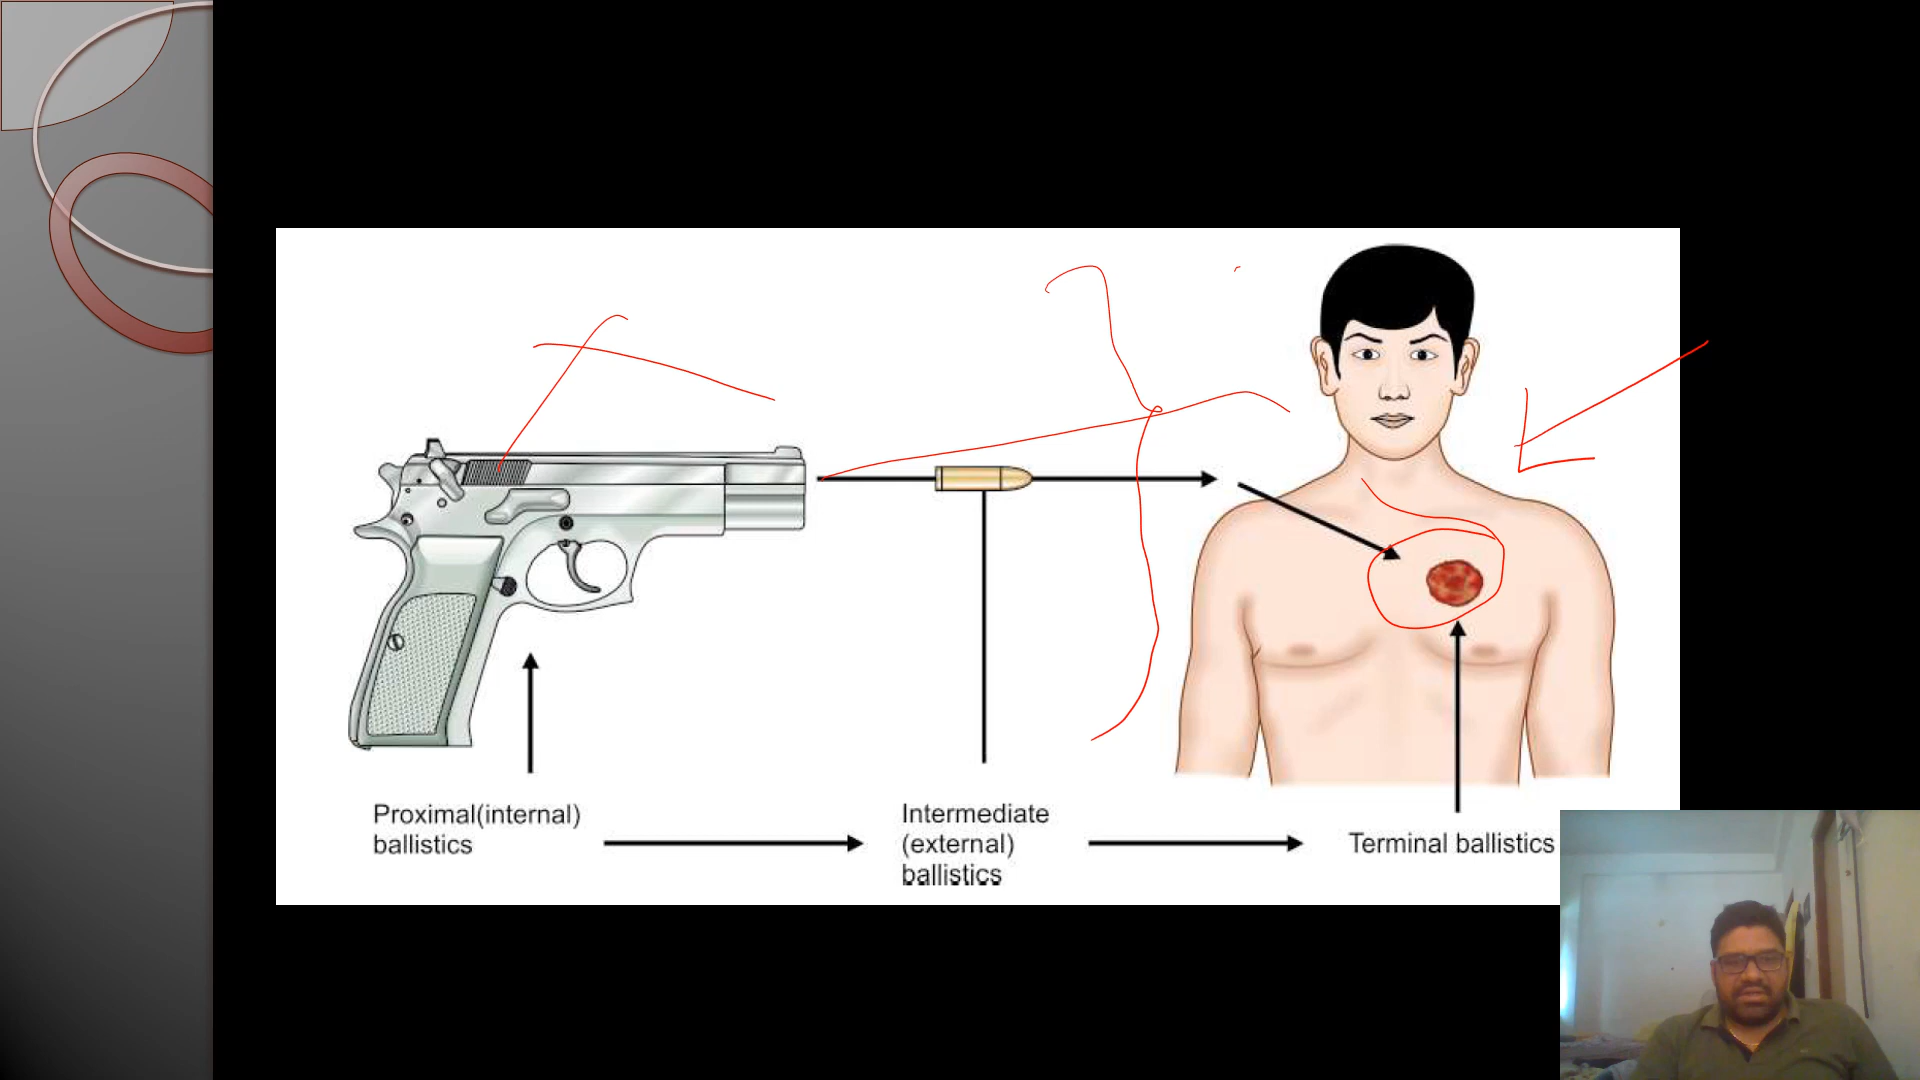 Proximal(internal)
ballistics
Intermediate
(external)
ballistics
Terminal ballistics